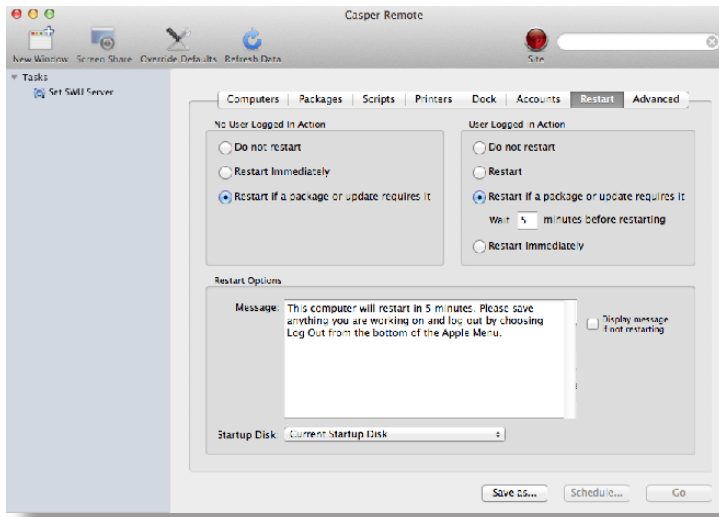 Casper Remote
New Window Screen Share Override Defaults Refresh Data Site
Tasks
Set SWU Server
Computers Packages Scripts Printers Dock Accounts Restart Advanced
No User Logged In Action
Do not restart
Restart Immediately
Restart if a package or update requires it
User Logged in Action
Do not restart
Restart
Restart if a package or update requires it
Wait 5 minutes before restarting
Restart Immediately
Restart Options
Message: This computer will restart in 5 minutes. Please save
anything you are working on and log out by choosing
Log Out from the bottom of the Apple Menu.
Display message
if not restarting
Startup Disk: Current Startup Disk
Save as... Schedule... Go